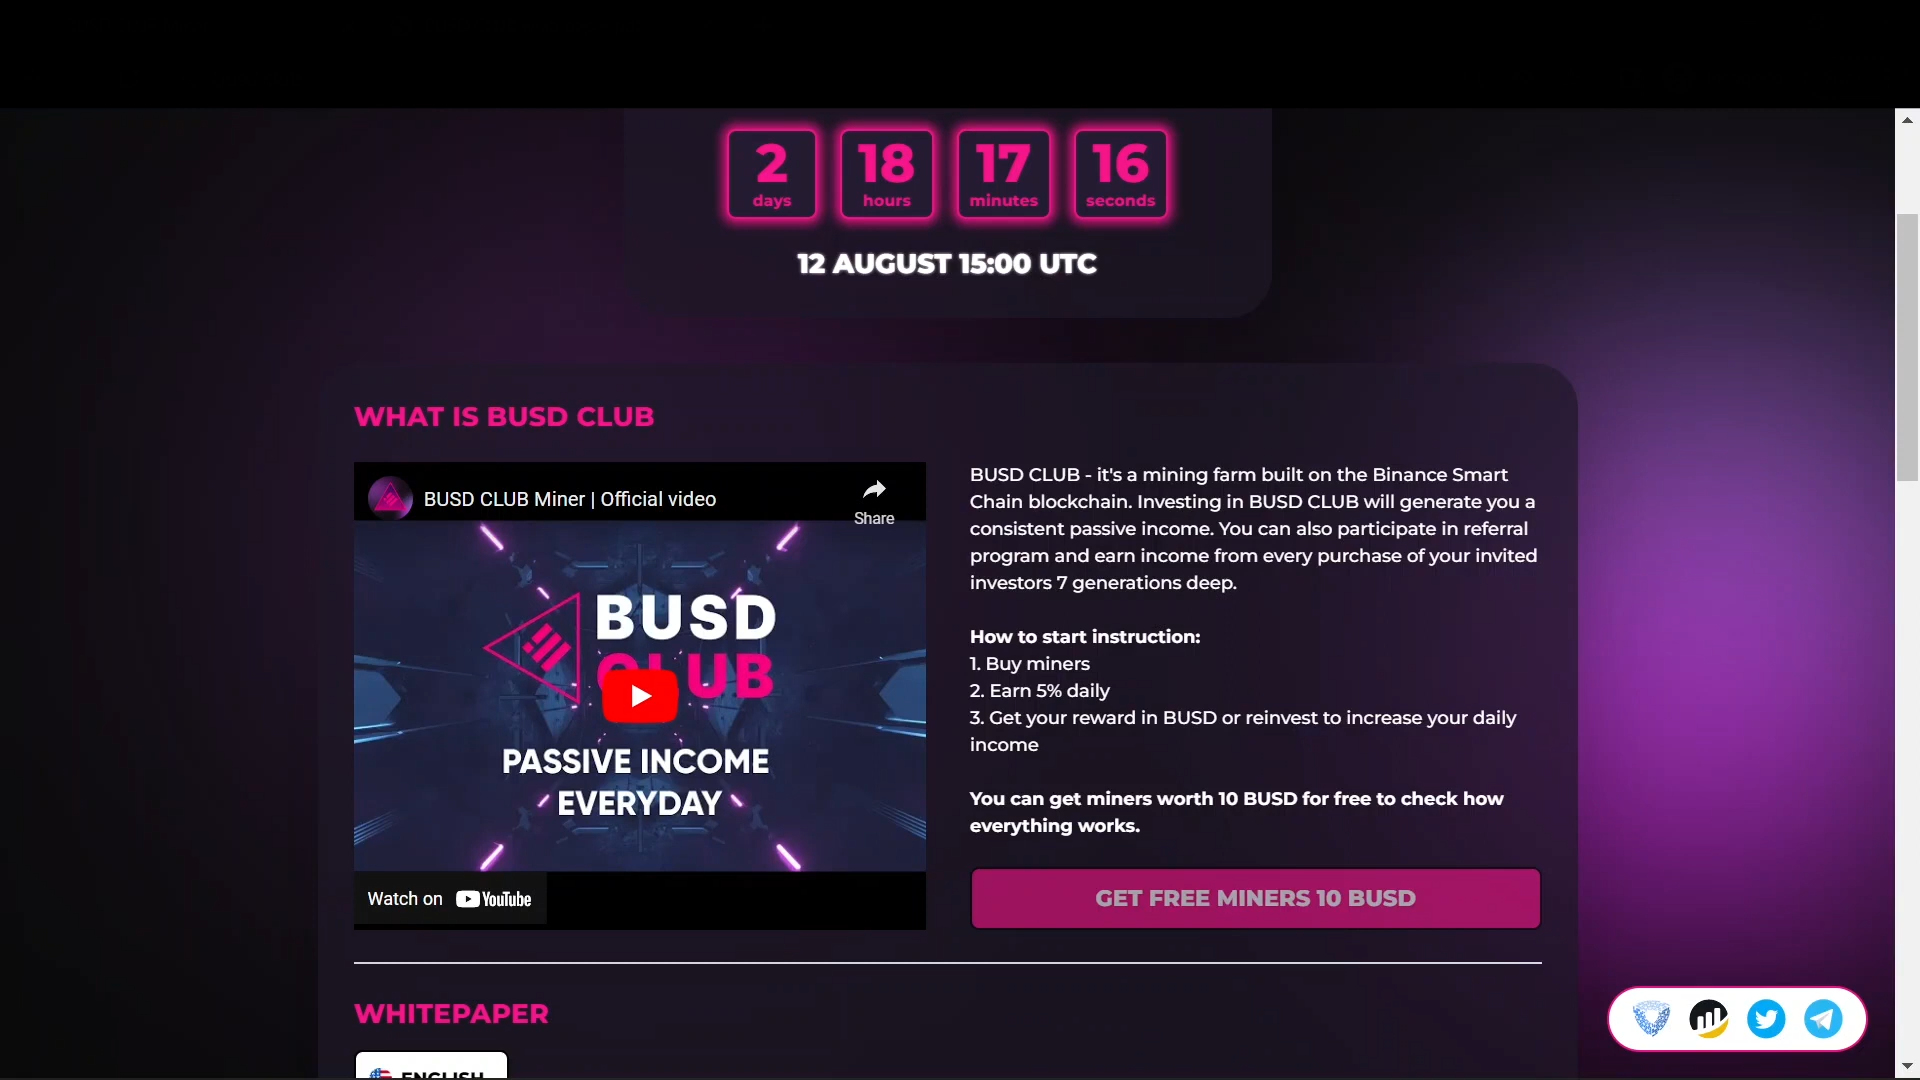 2 18 17 16
days hours minutes seconds
12 AUGUST 15:00 UTC
WHAT IS BUSD CLUB
BUSD CLUB Miner | Official video
Share
BUSD
CLUB
PASSIVE INCOME
EVERYDAY
Watch on YouTube
BUSD CLUB - it's a mining farm built on the Binance Smart
Chain blockchain. Investing in BUSD CLUB will generate you a
consistent passive income. You can also participate in referral
program and earn income from every purchase of your invited
investors 7 generations deep.
How to start instruction:
1. Buy miners
2. Earn 5% daily
3. Get your reward in BUSD or reinvest to increase your daily
income
You can get miners worth 10 BUSD for free to check how
everything works.
GET FREE MINERS 10 BUSD
WHITEPAPER
ENGLISH